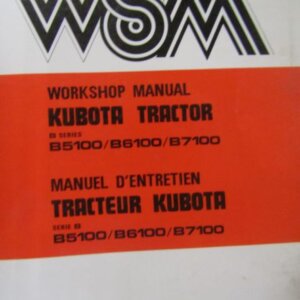 WSM
WORKSHOP MANUAL
KUBOTA TRACTOR
B SERIES
B5100/B6100/B7100
MANUEL D'ENTRETIEN
TRACTEUR KUBOTA
SERIE B
B5100/B6100/B7100